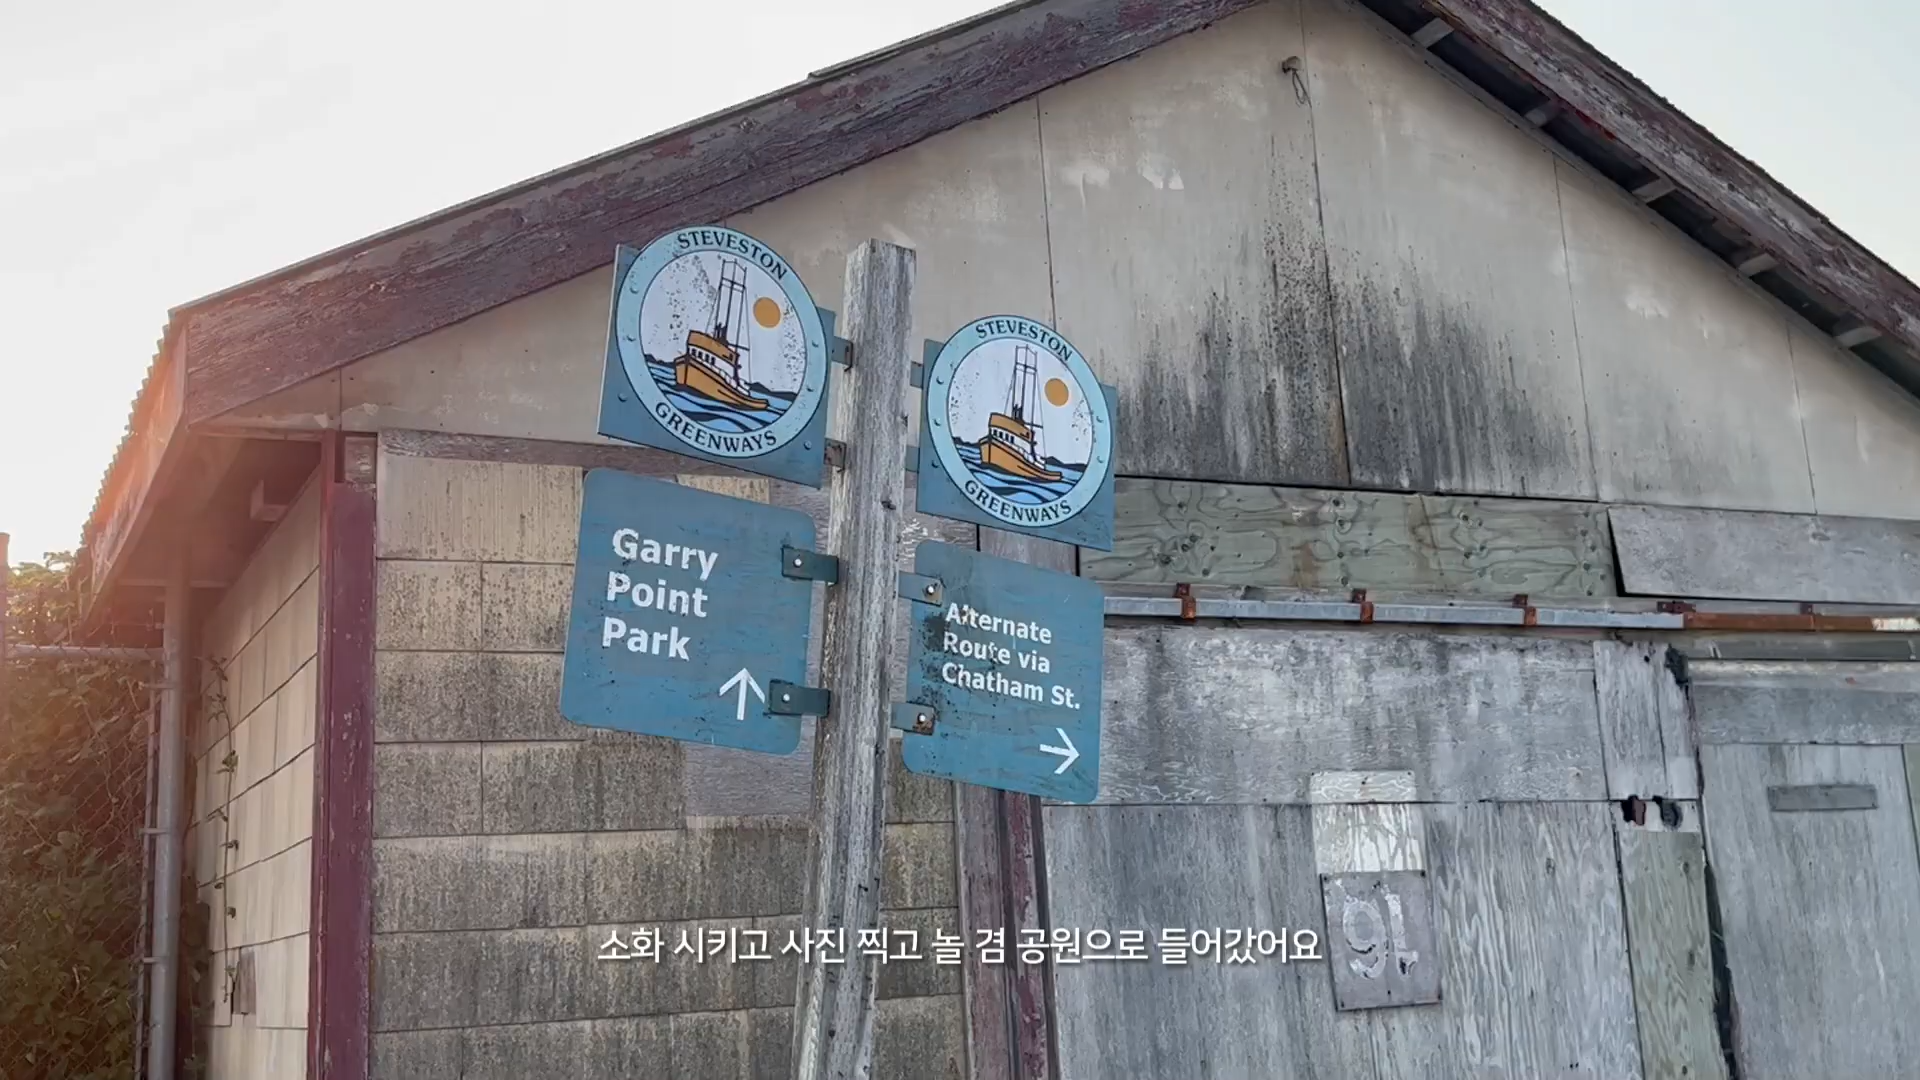 STEVESTON
GREENWAYS
Garry
Point
Park
STEVESTON
GREENWAYS
Alternate
Route via
Chatham St.
16
소화 시키고 사진 찍고 놀 겸 공원으로 들어갔어요